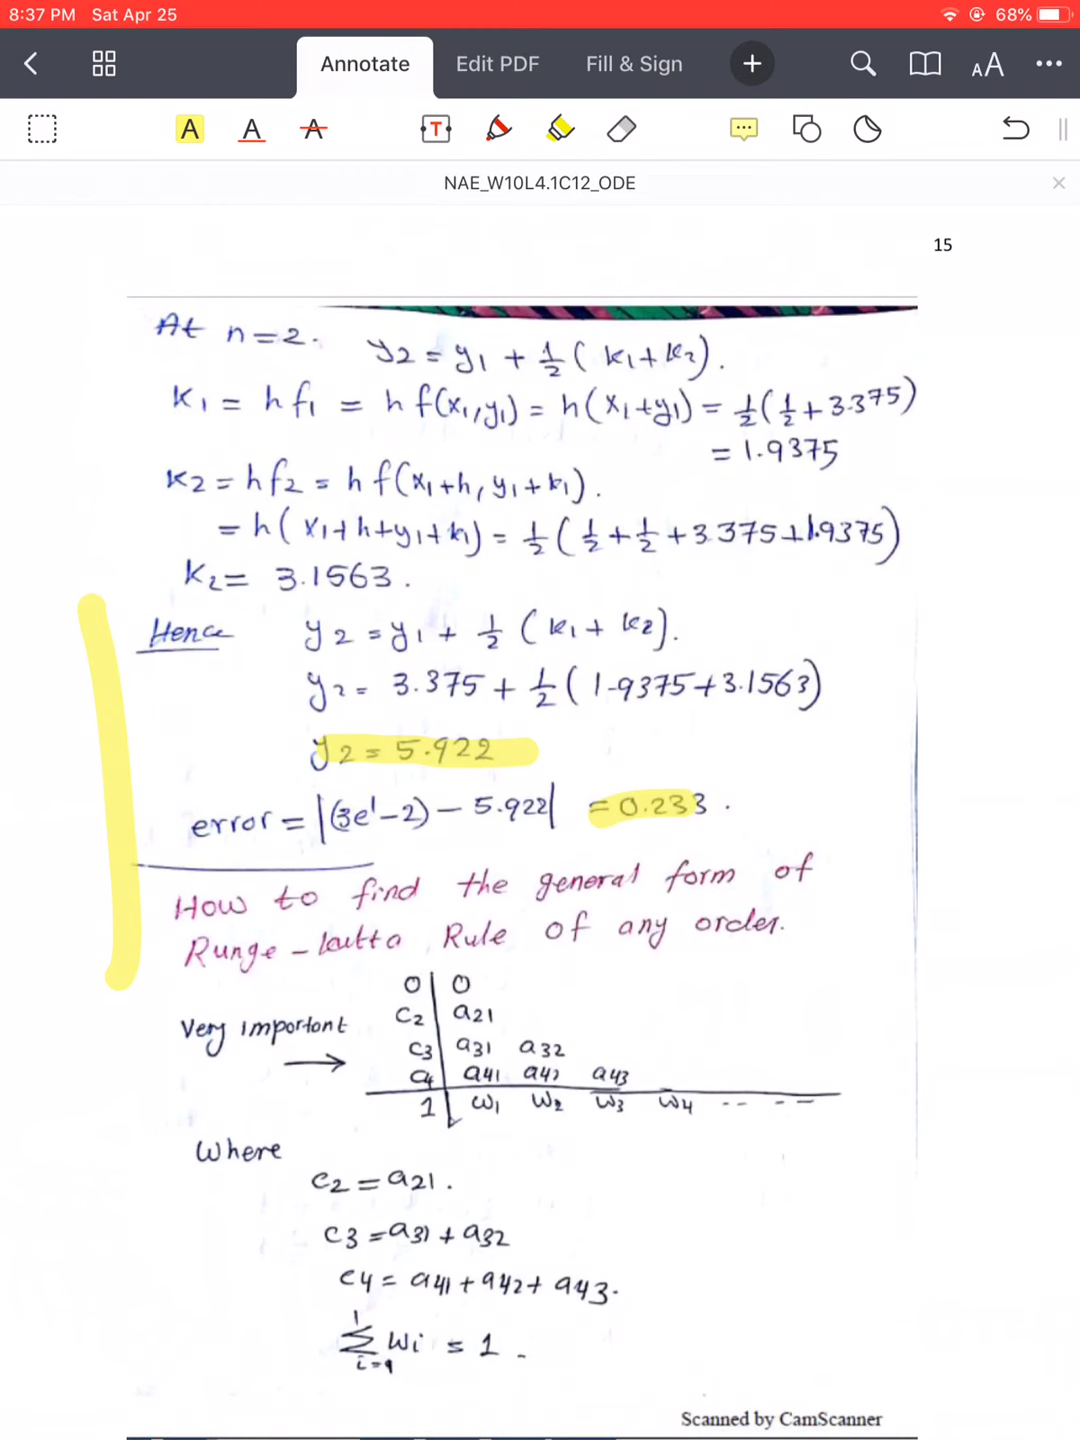 8:37 PM Sat Apr 25 68%
Annotate Edit PDF Fill & Sign
NAE_W10L4.1C12_ODE
15
At n=2. y2 = y1 + 1/2 ( k1+k2).
K1 = hf1 = h f(x1,y1) = h(x1+y1) = 1/2(1/2+3.375)
= 1.9375
K2 = hf2 = h f(x1+h, y1+k1).
= h( x1+h+y1+k1) = 1/2 ( 1/2+1/2+3.375+1.9375)
K2= 3.1563.
Hence y2 = y1 + 1/2 ( k1+ k2).
y2= 3.375+ 1/2( 1.9375+3.1563)
y2 = 5.922
error = |(3e¹-2) - 5.922| = 0.233.
How to find the general form of
Runge-kutta Rule of any order.
0 | 0
C2 | a21
Very important → C3 | a31 a32
C4 | a41 a42 a43
1 | w1 w2 w3 w4 -- --
Where
C2 = a21.
C3 = a31 + a32
C4 = a41 + a42+ a43.
1
Σ wi = 1.
i=1
Scanned by CamScanner